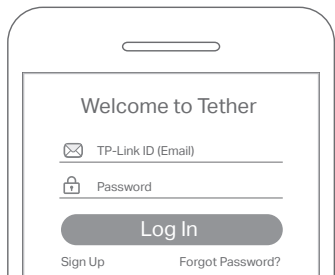 Welcome to Tether
TP-Link ID (Email)
Password
Log In
Sign Up Forgot Password?